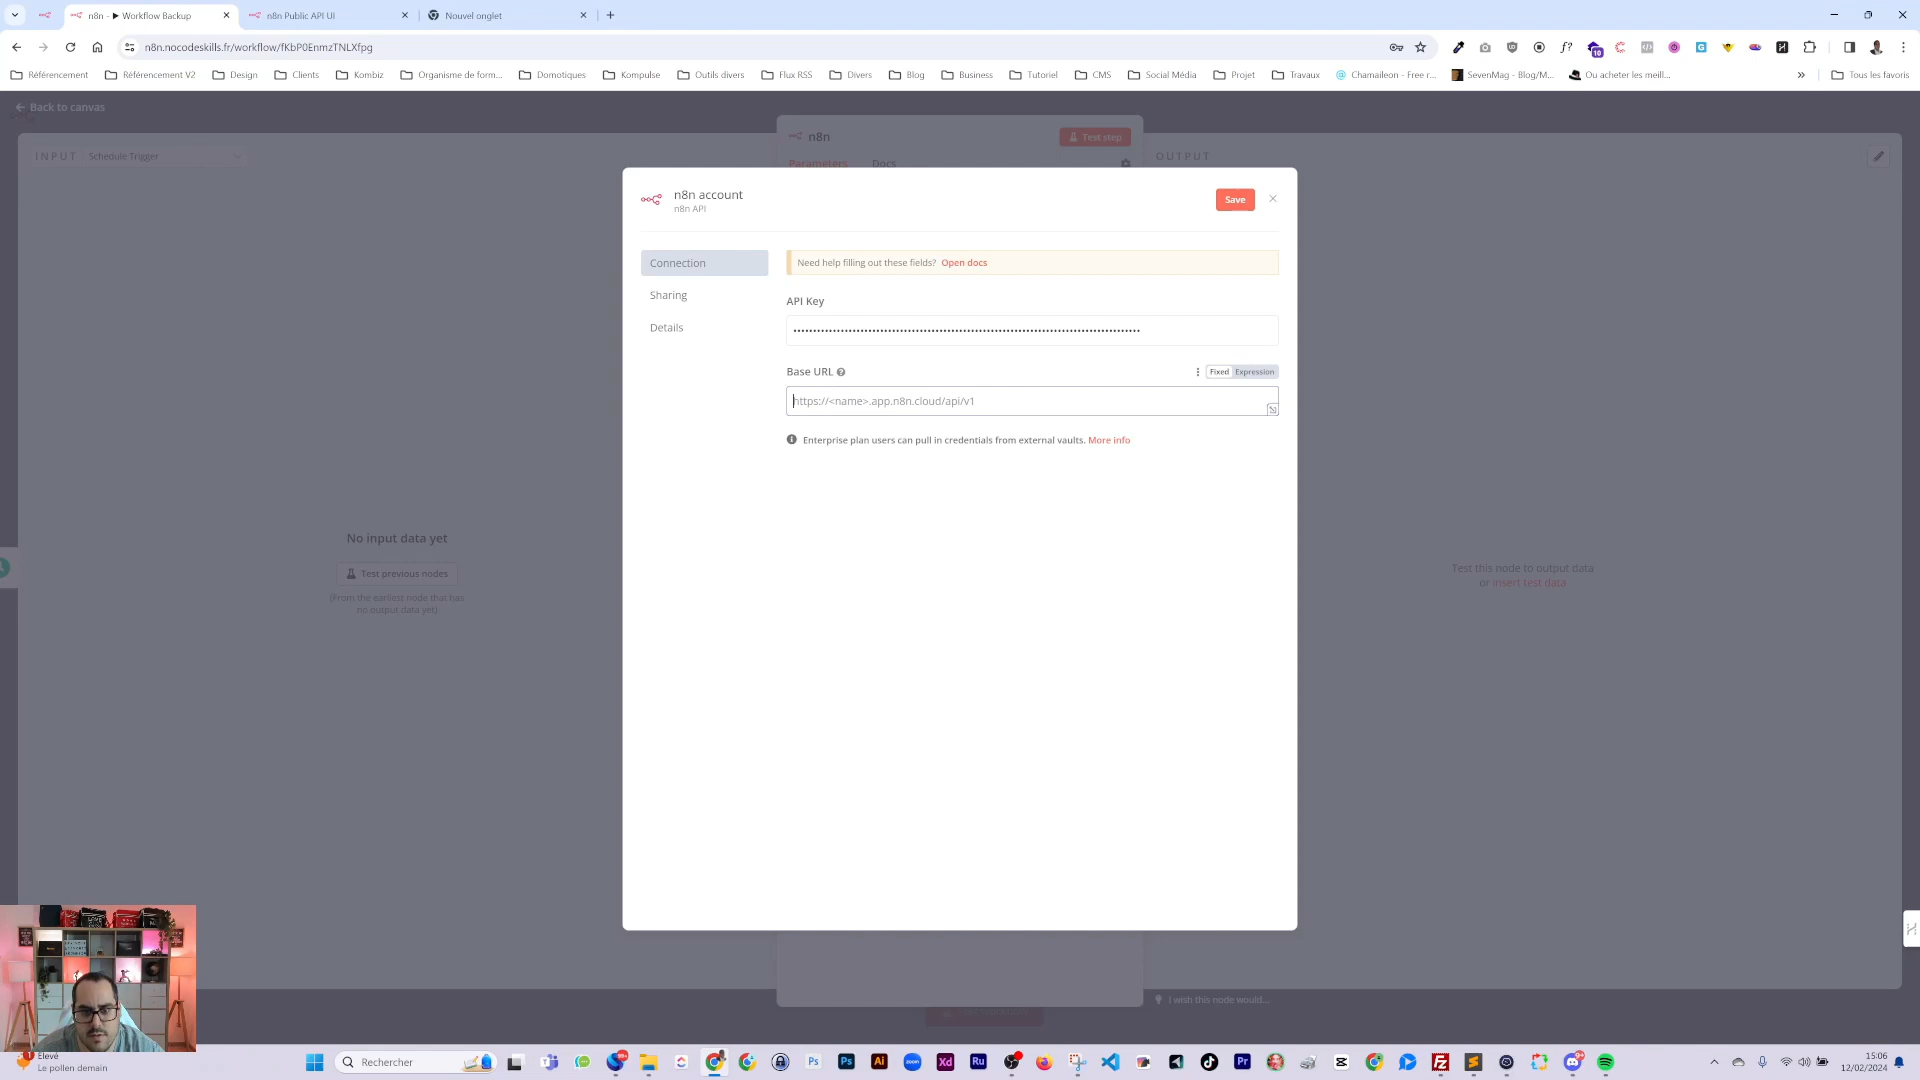 n8n - ▶ Workflow Backup
n8n Public API UI
Nouvel onglet
n8n.nocodeskills.fr/workflow/fKbP0EnmzTNLXfpg
Référencement
Référencement V2
Design
Clients
Kombiz
Organisme de form...
Domotiques
Kompulse
Outils divers
Flux RSS
Divers
Blog
Business
Tutoriel
CMS
Social Média
Projet
Travaux
Chamaileon - Free r...
SevenMag - Blog/M...
Ou acheter les meill...
Tous les favoris
Back to canvas
INPUT Schedule Trigger
n8n
Test step
Parameters
Docs
OUTPUT
n8n account
n8n API
Save
Connection
Sharing
Details
Need help filling out these fields? Open docs
API Key
Base URL
Fixed Expression
https://<name>.app.n8n.cloud/api/v1
Enterprise plan users can pull in credentials from external vaults. More info
No input data yet
Test previous nodes
(From the earliest node that has
no output data yet)
Test this node to output data
or insert test data
I wish this node would...
Elevé
Le pollen demain
Rechercher
15:06
12/02/2024